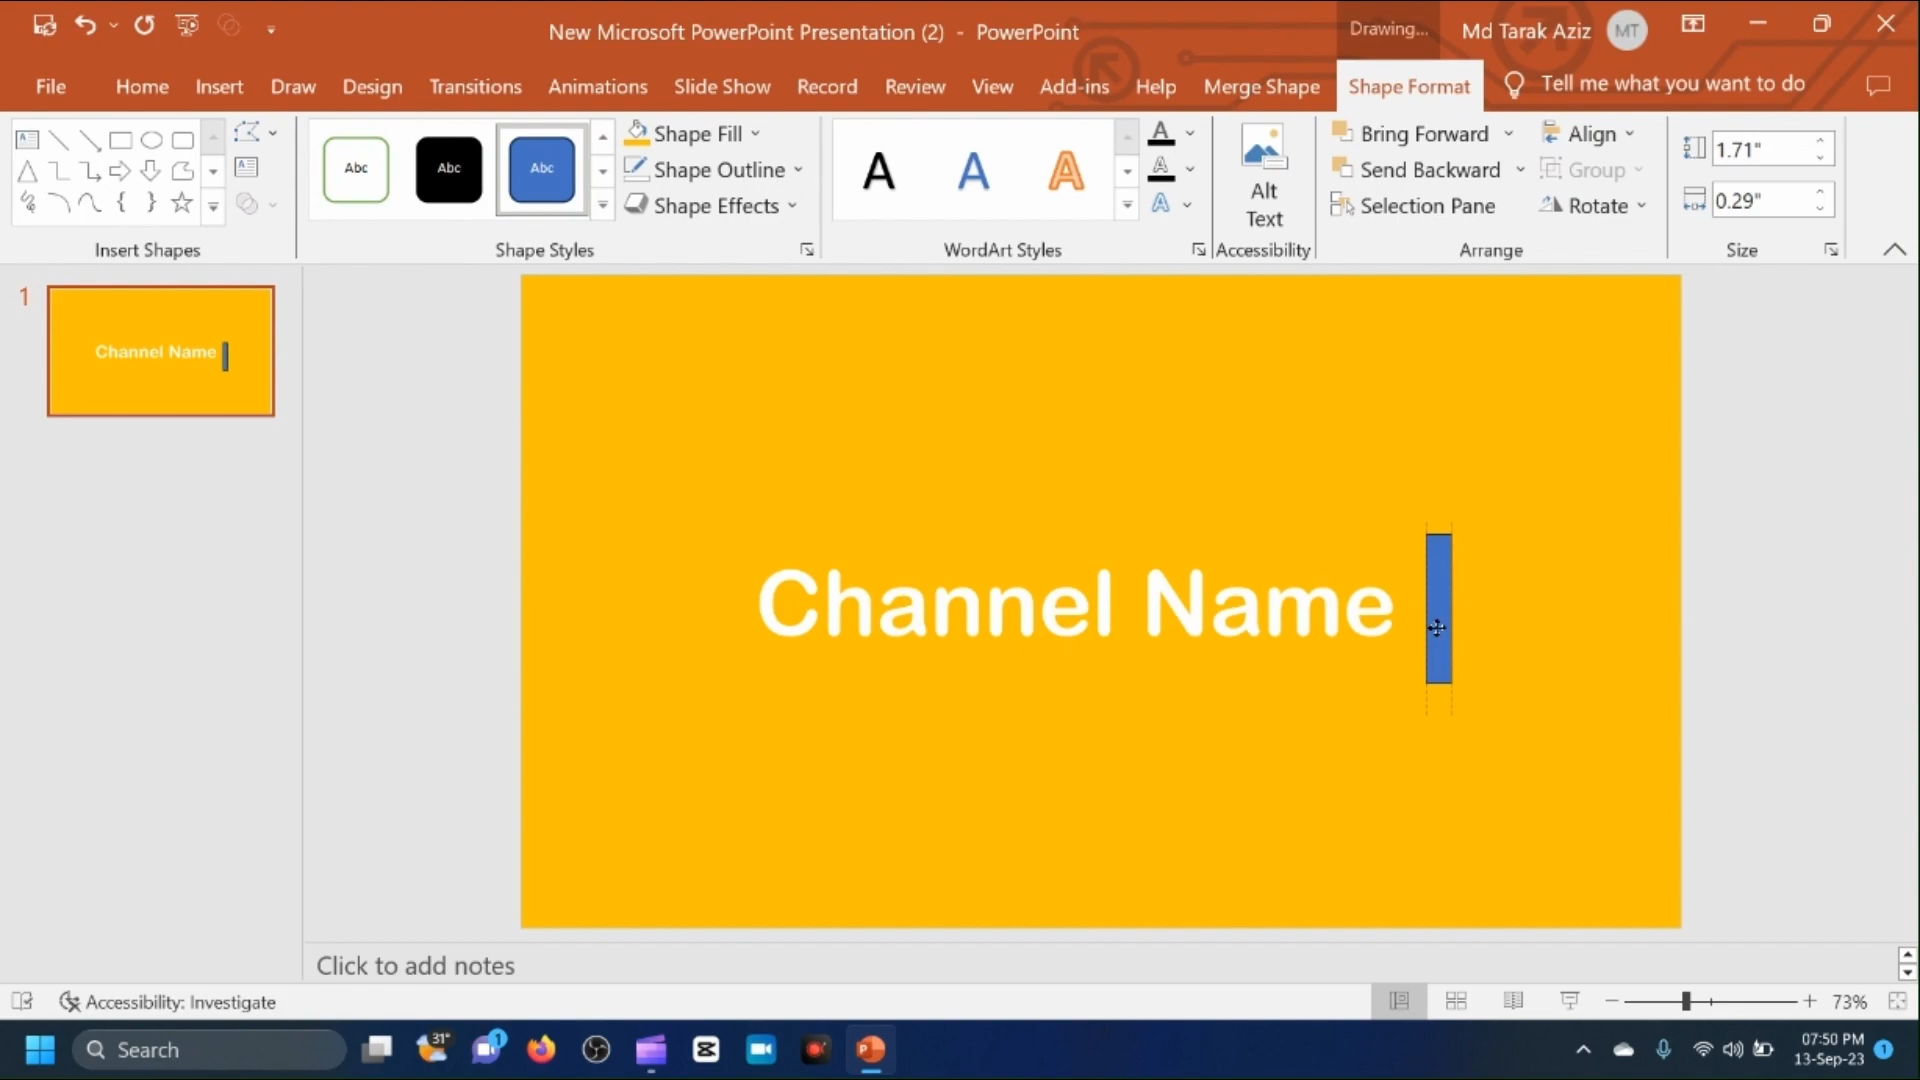 New Microsoft PowerPoint Presentation (2) - PowerPoint
Drawing...
Md Tarak Aziz
MT
File
Home
Insert
Draw
Design
Transitions
Animations
Slide Show
Record
Review
View
Add-ins
Help
Merge Shape
Shape Format
Tell me what you want to do
Abc
Abc
Abc
Shape Fill
Shape Outline
Shape Effects
A
A
A
Alt
Text
Bring Forward
Send Backward
Selection Pane
Align
Group
Rotate
1.71"
0.29"
Insert Shapes
Shape Styles
WordArt Styles
Accessibility
Arrange
Size
1
Channel Name
Channel Name
Click to add notes
Accessibility: Investigate
73%
Search
31°
1
07:50 PM
13-Sep-23
1